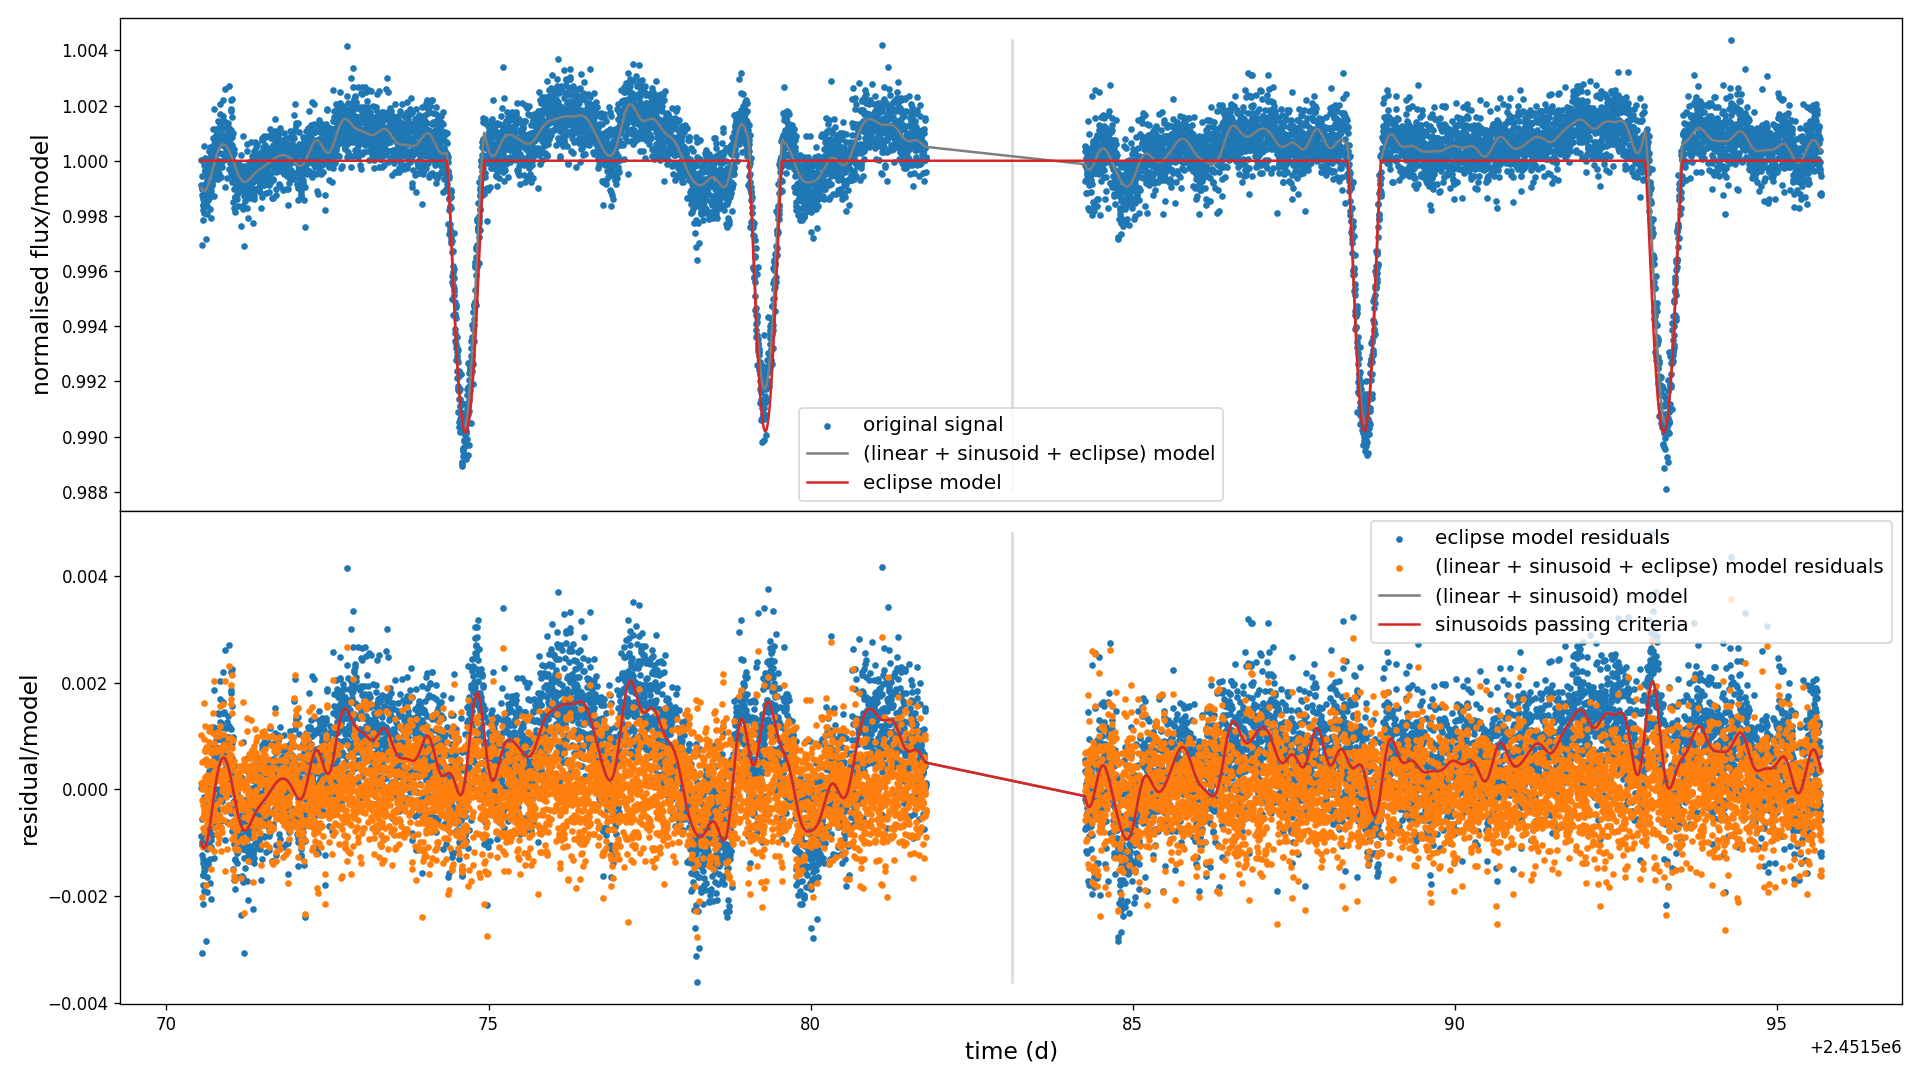 normalised flux/model
1.004
1.002
1.000
0.998
0.996
0.994
0.992
0.990
0.988
original signal
(linear + sinusoid + eclipse) model
eclipse model
residual/model
0.004
0.002
0.000
−0.002
−0.004
eclipse model residuals
(linear + sinusoid + eclipse) model residuals
(linear + sinusoid) model
sinusoids passing criteria
70
75
80
85
90
95
time (d)
+2.4515e6